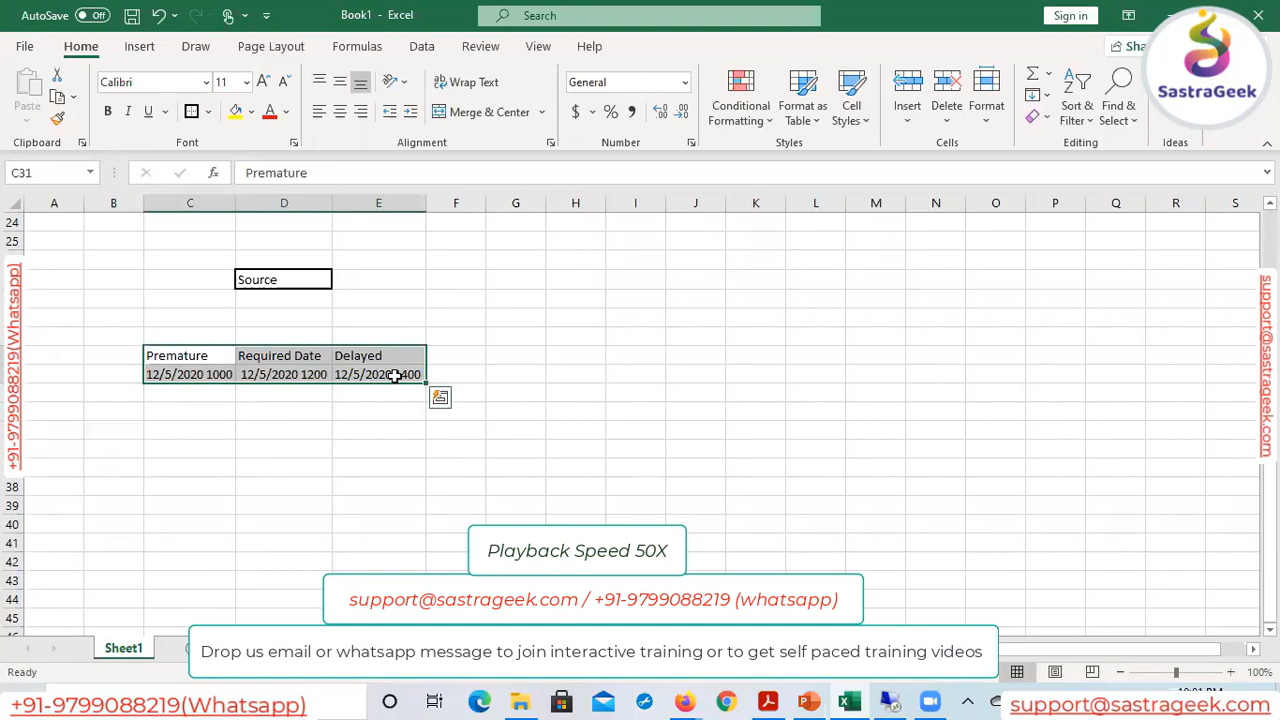 AutoSave Off Book1 - Excel Search Sign in
File Home Insert Draw Page Layout Formulas Data Review View Help Sha
SastraGeek
Paste Calibri 11 Wrap Text General Conditional Formatting Format as Table Cell Styles Insert Delete Format Sort & Filter Find & Select
B I U Merge & Center $ % 9
Clipboard Font Alignment Number Styles Cells Editing Ideas
C31 fx Premature
A B C D E F G H I J K L M N O P Q R S
24
25
Source
Premature Required Date Delayed
12/5/2020 1000 12/5/2020 1200 12/5/2020 400
38
39
40
41
42
43
44
45
Playback Speed 50X
support@sastrageek.com / +91-9799088219 (whatsapp)
Drop us email or whatsapp message to join interactive training or to get self paced training videos
Sheet1
Ready 100%
+91-9799088219(Whatsapp)
support@sastrageek.com
+91-9799088219(Whatsapp)
support@sastrageek.com